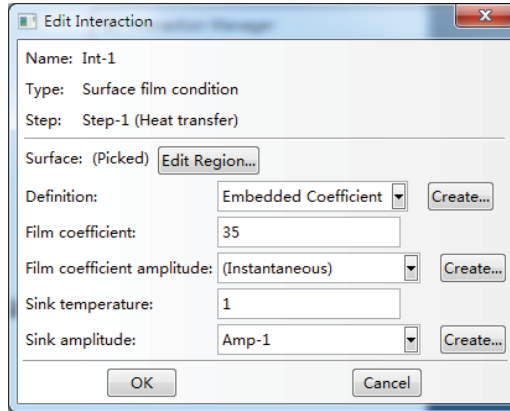 Edit Interaction
Name: Int-1
Type: Surface film condition
Step: Step-1 (Heat transfer)
Surface: (Picked) Edit Region...
Definition: Embedded Coefficient Create...
Film coefficient: 35
Film coefficient amplitude: (Instantaneous) Create...
Sink temperature: 1
Sink amplitude: Amp-1 Create...
OK Cancel